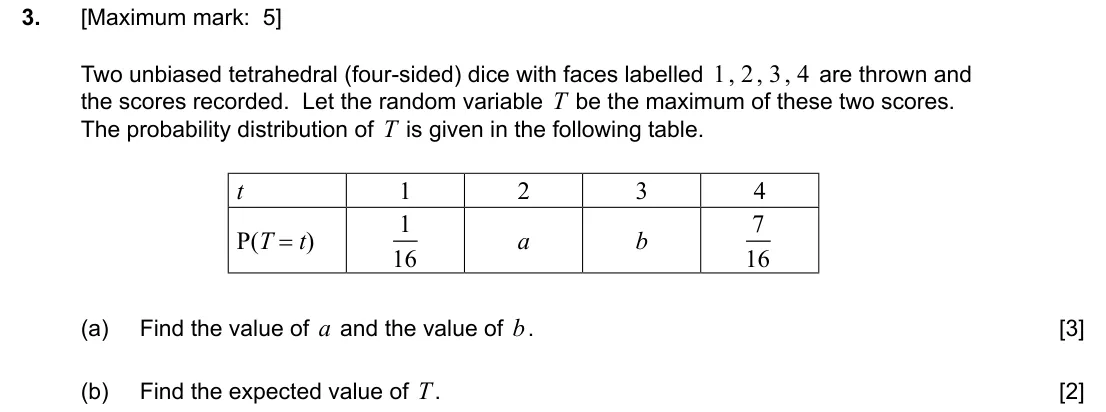 3. [Maximum mark: 5]
Two unbiased tetrahedral (four-sided) dice with faces labelled 1, 2, 3, 4 are thrown and
the scores recorded. Let the random variable T be the maximum of these two scores.
The probability distribution of T is given in the following table.
t 1 2 3 4
P(T = t) 1/16 a b 7/16
(a) Find the value of a and the value of b. [3]
(b) Find the expected value of T. [2]